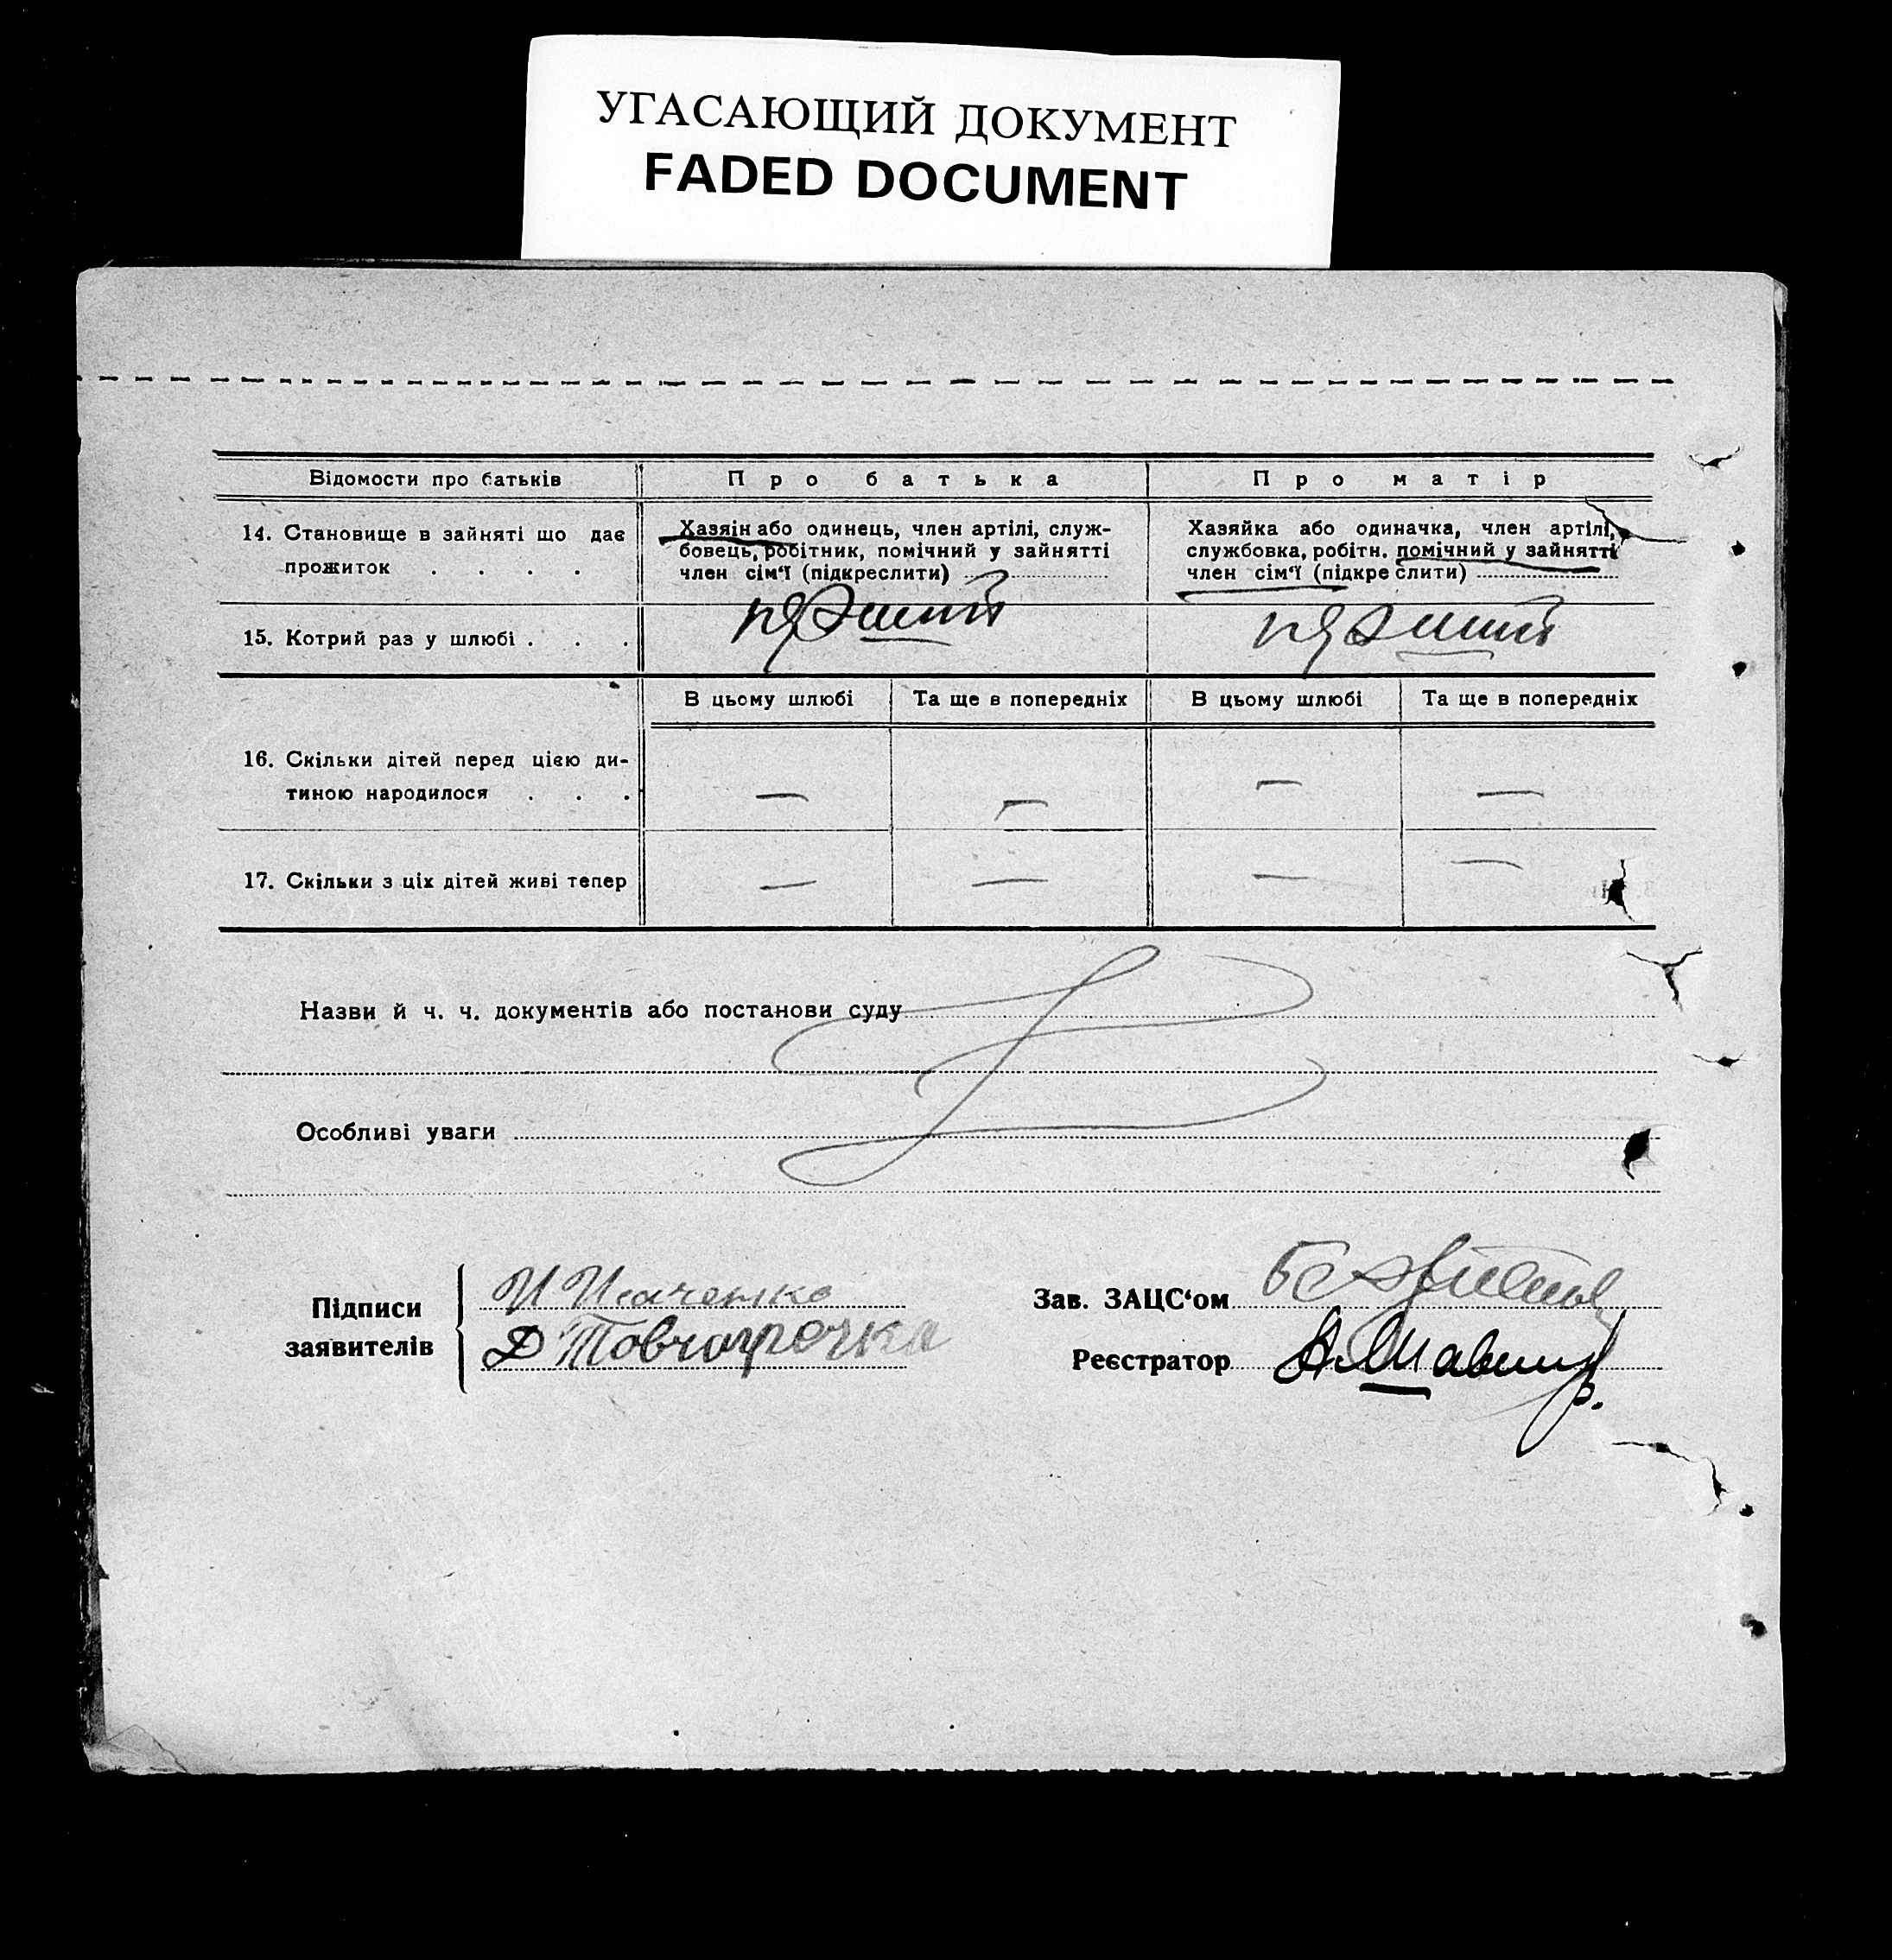 УГАСАЮЩИЙ ДОКУМЕНТ
FADED DOCUMENT
Відомости про батьків
Про батька
Про матір
14. Становище в зайняті що дає
прожиток . . . .
Хазяін або одинець, член артілі, служ-
бовець, робітник, помічний у зайнятті
член сім‘ї (підкреслити)
Хазяйка або одиначка, член артілі,
службовка, робітн. помічний у зайнятті
член сім‘ї (підкреслити)
15. Котрий раз у шлюбі . . .
перший
перший
В цьому шлюбі
Та ще в попередніх
В цьому шлюбі
Та ще в попередніх
16. Скільки дітей перед цією ди-
тиною народилося . . .
— — — —
17. Скільки з ціх дітей живі тепер
— — — —
Назви й ч. ч. документів або постанови суду
Особливі уваги
Підписи
заявителів
Д Товчигречка
Зав. ЗАЦС‘ом
Реєстратор